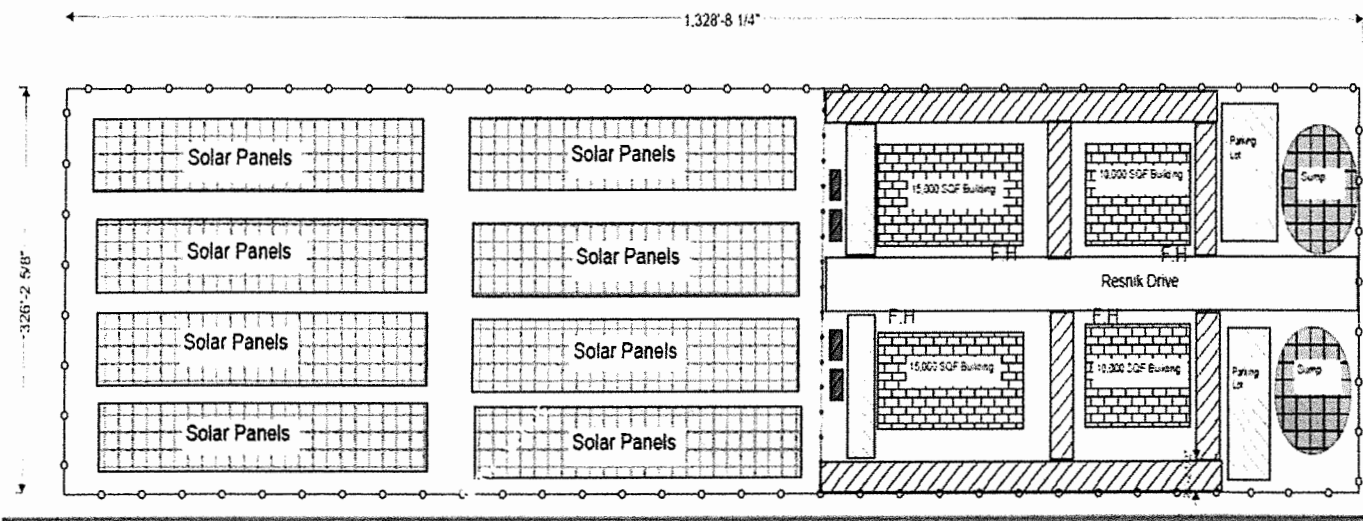 1,328'-8 1/4"
326'-2 5/8"
Solar Panels
Solar Panels
Solar Panels
Solar Panels
Solar Panels
Solar Panels
Solar Panels
Solar Panels
15,000 SQF Building
10,000 SQF Building
Parking
Lot
Sump
F.H
F.H
Resnik Drive
F.H
F.H
15,000 SQF Building
10,000 SQF Building
Parking
Lot
Sump